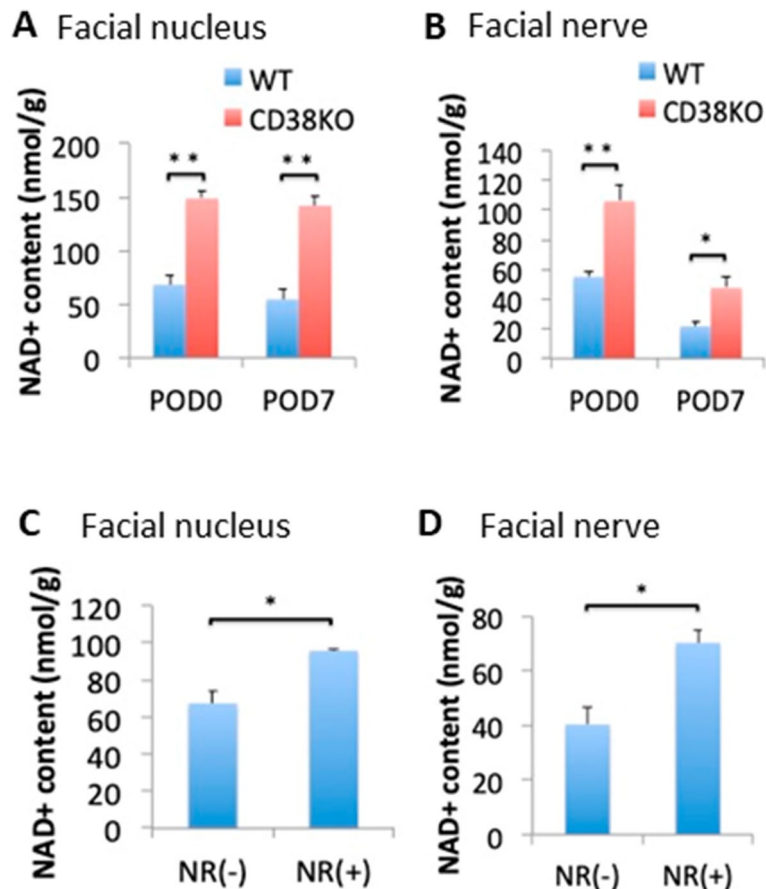 A Facial nucleus
WT
CD38KO
NAD+ content (nmol/g)
200
150
100
50
0
* *
* *
POD0 POD7
B Facial nerve
WT
CD38KO
NAD+ content (nmol/g)
140
120
100
80
60
40
20
0
* *
*
POD0 POD7
C Facial nucleus
NAD+ content (nmol/g)
120
100
80
60
40
20
0
*
NR(-) NR(+)
D Facial nerve
NAD+ content (nmol/g)
80
60
40
20
0
*
NR(-) NR(+)